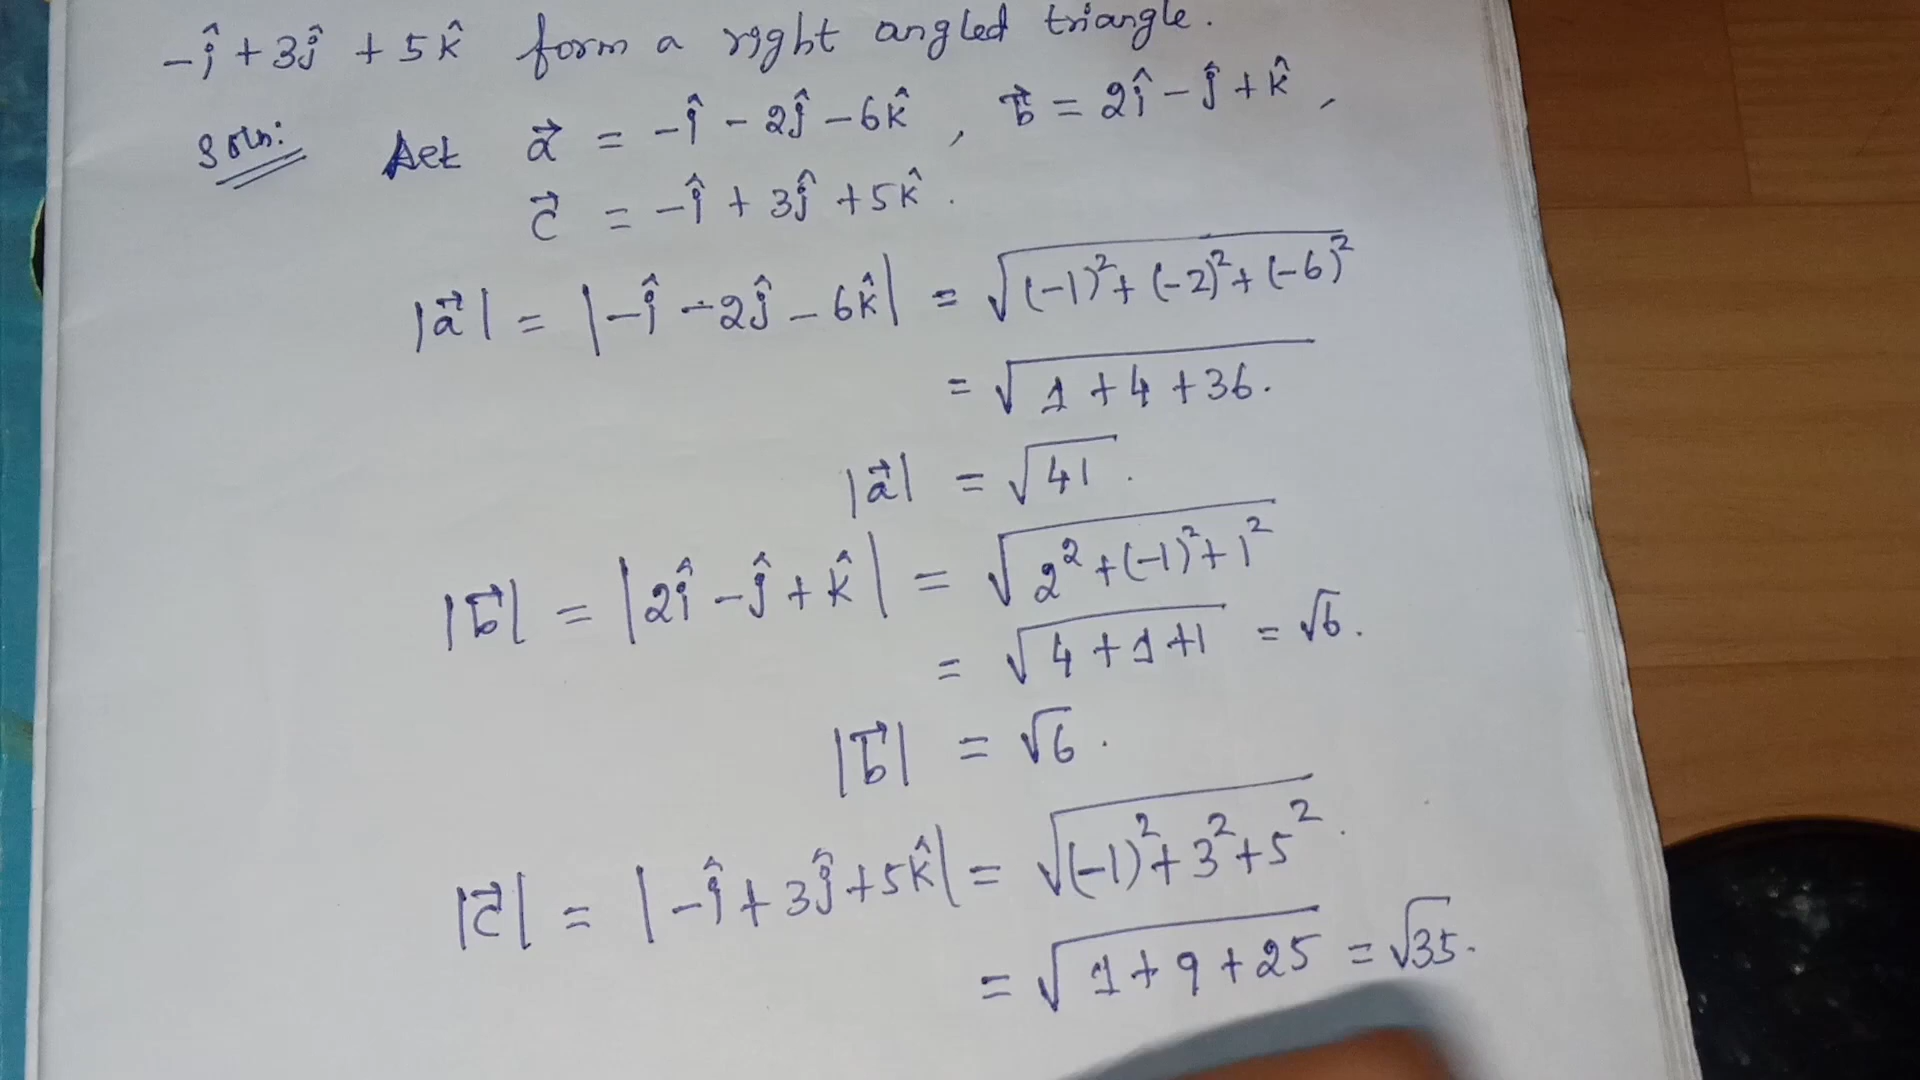 -î + 3ĵ + 5k̂ form a right angled triangle.
Soln: Let a⃗ = -î - 2ĵ - 6k̂, b⃗ = 2î - ĵ + k̂,
c⃗ = -î + 3ĵ + 5k̂.
|a⃗| = |-î - 2ĵ - 6k̂| = √((-1)² + (-2)² + (-6)²)
= √(1 + 4 + 36).
|a⃗| = √41.
|b⃗| = |2î - ĵ + k̂| = √(2² + (-1)² + 1²)
= √(4 + 1 + 1) = √6.
|b⃗| = √6.
|c⃗| = |-î + 3ĵ + 5k̂| = √((-1)² + 3² + 5²).
= √(1 + 9 + 25) = √35.